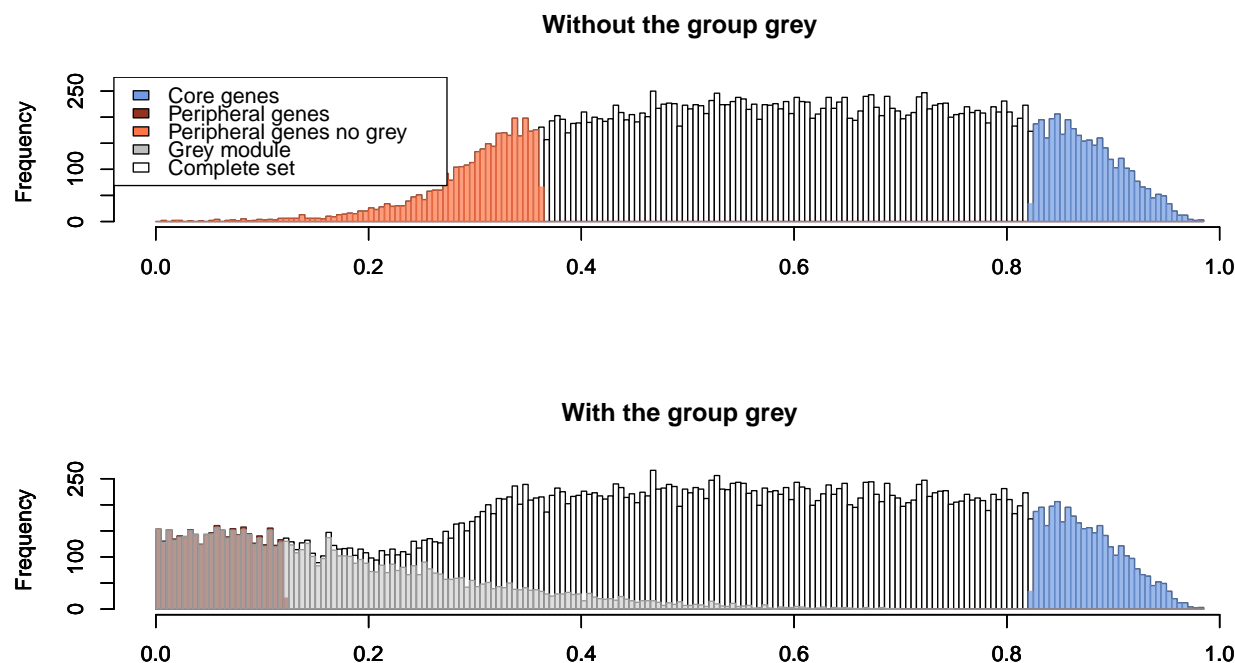 Without the group grey
Frequency
250
100
0
Core genes
Peripheral genes
Peripheral genes no grey
Grey module
Complete set
0.0 0.2 0.4 0.6 0.8 1.0
With the group grey
Frequency
250
100
0
0.0 0.2 0.4 0.6 0.8 1.0